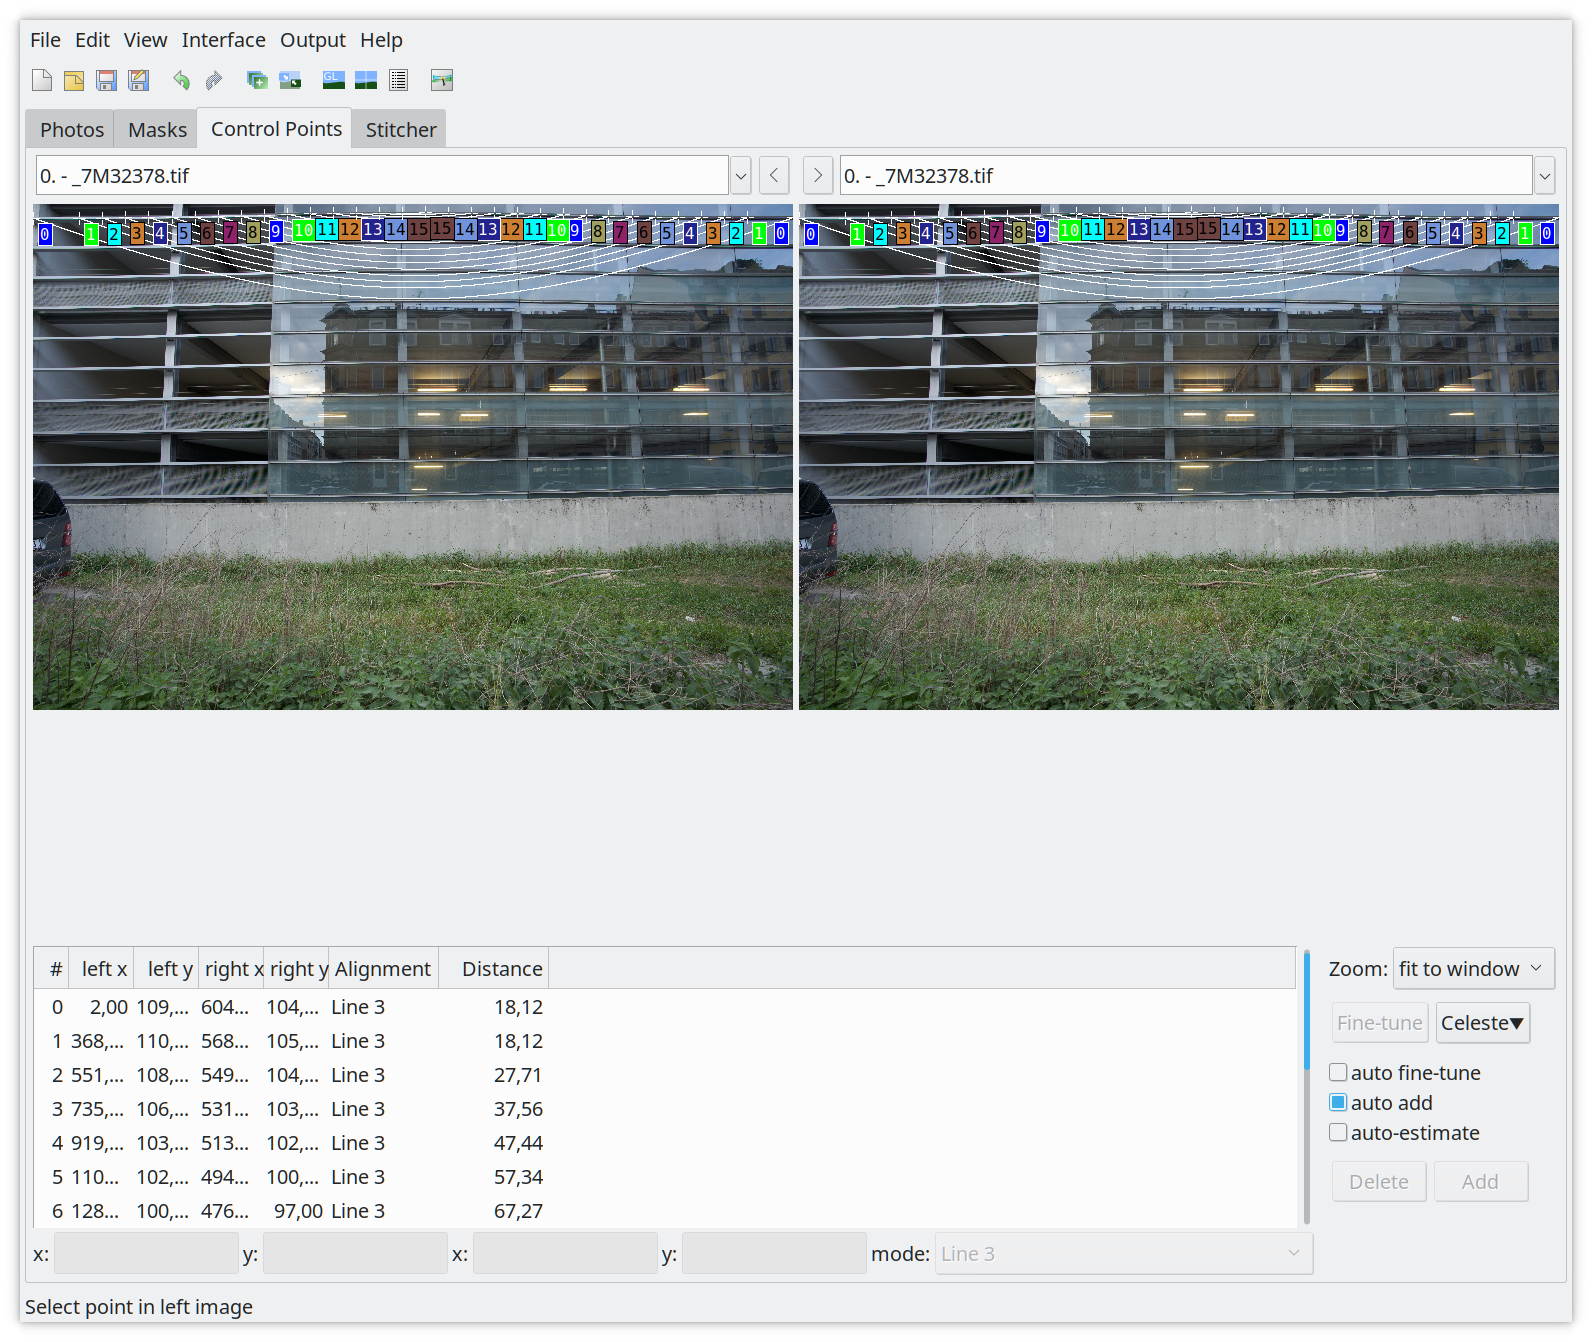 File Edit View Interface Output Help
GL
Photos Masks Control Points Stitcher
0. - _7M32378.tif 0. - _7M32378.tif
0 1 2 3 4 5 6 7 8 9 10 11 12 13 14 15 15 14 13 12 11 10 9 8 7 6 5 4 3 2 1 0
0 1 2 3 4 5 6 7 8 9 10 11 12 13 14 15 15 14 13 12 11 10 9 8 7 6 5 4 3 2 1 0
# left x left y right x right y Alignment Distance
0 2,00 109,... 604... 104,... Line 3 18,12
1 368,... 110,... 568... 105,... Line 3 18,12
2 551,... 108,... 549... 104,... Line 3 27,71
3 735,... 106,... 531... 103,... Line 3 37,56
4 919,... 103,... 513... 102,... Line 3 47,44
5 110... 102,... 494... 100,... Line 3 57,34
6 128... 100,... 476... 97,00 Line 3 67,27
Zoom: fit to window
Fine-tune Celeste▼
auto fine-tune
auto add
auto-estimate
Delete Add
x: y: x: y: mode: Line 3
Select point in left image